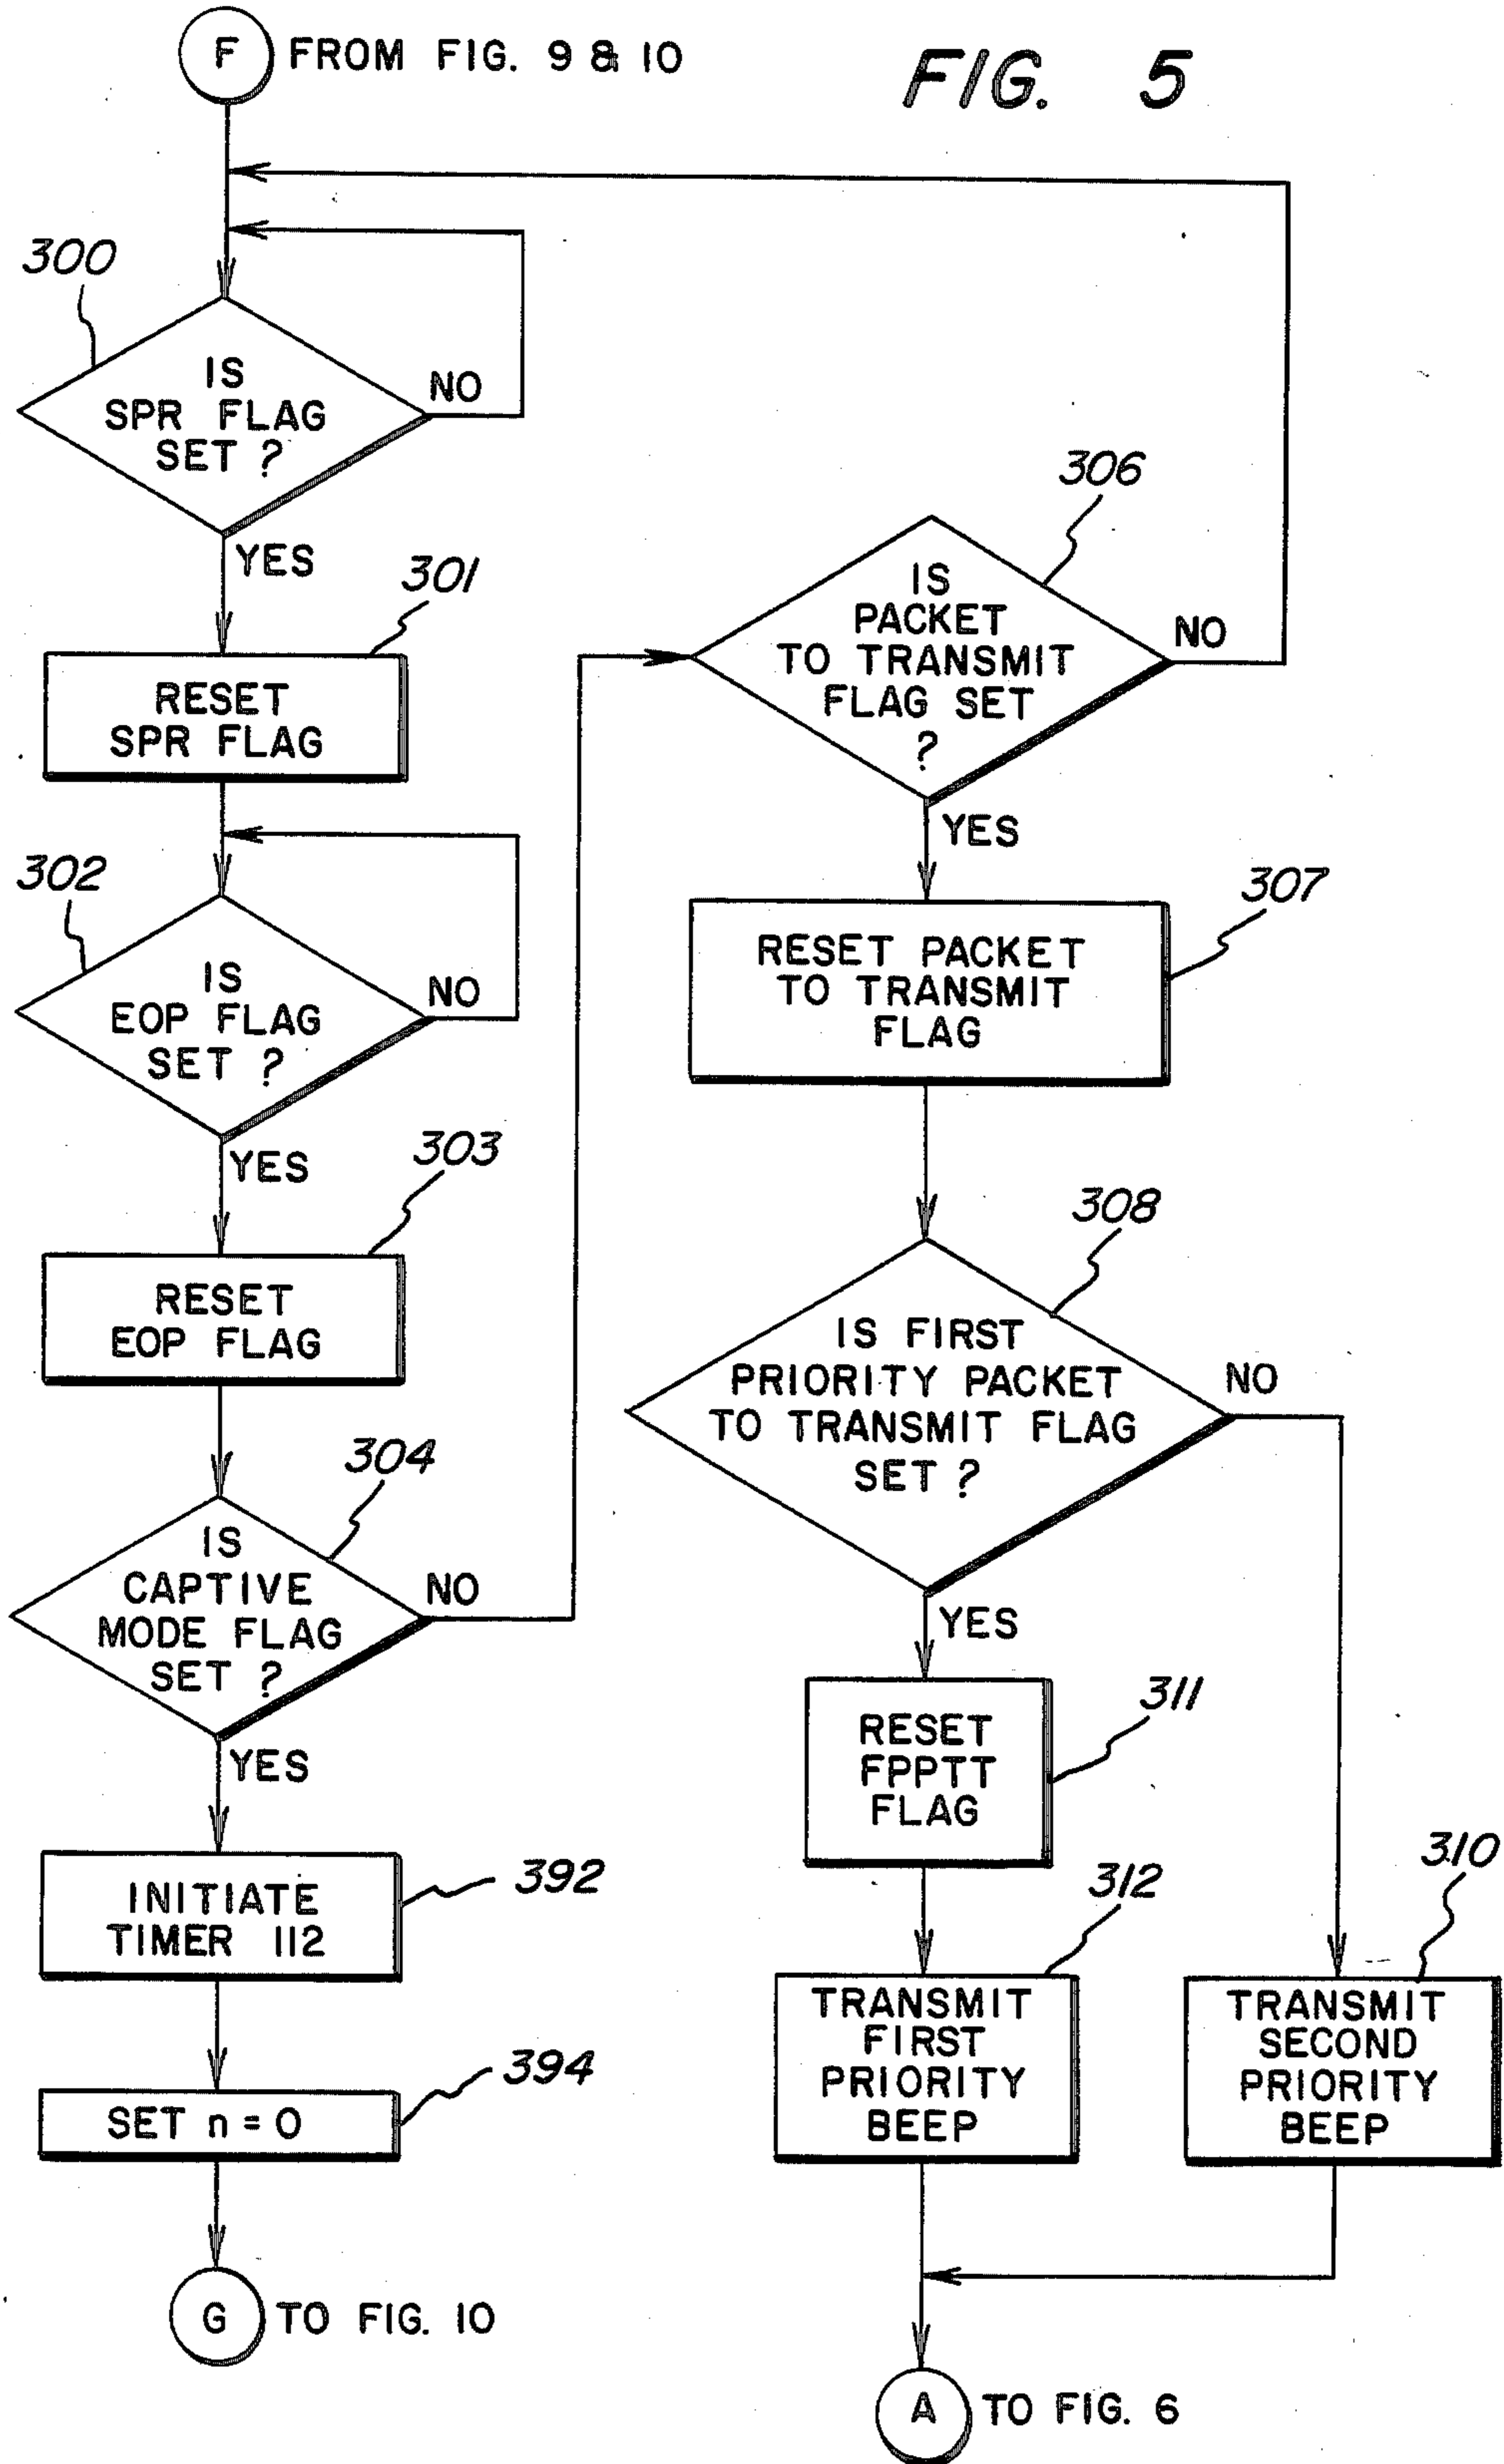 F FROM FIG. 9 & 10
FIG. 5
300
IS
SPR FLAG
SET ?
NO
YES
301
RESET
SPR FLAG
302
IS
EOP FLAG
SET ?
NO
YES
303
RESET
EOP FLAG
304
IS
CAPTIVE
MODE FLAG
SET ?
NO
YES
392
INITIATE
TIMER 112
394
SET n = 0
G TO FIG. 10
306
IS
PACKET
TO TRANSMIT
FLAG SET
?
NO
YES
307
RESET PACKET
TO TRANSMIT
FLAG
308
IS FIRST
PRIORITY PACKET
TO TRANSMIT FLAG
SET ?
NO
YES
311
RESET
FPPTT
FLAG
312
TRANSMIT
FIRST
PRIORITY
BEEP
310
TRANSMIT
SECOND
PRIORITY
BEEP
A TO FIG. 6